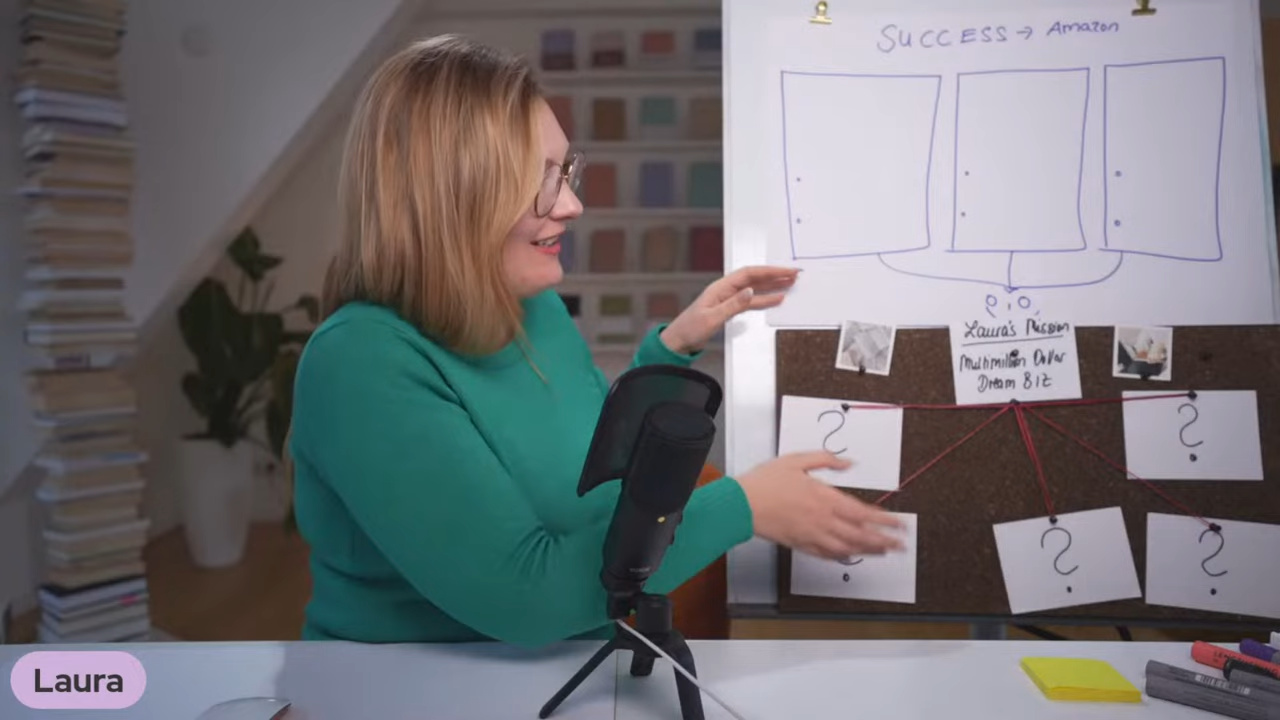 SUCCESS → Amazon
Laura's Mission
Multimillion Dollar
Dream BIZ
?
?
?
?
?
Laura